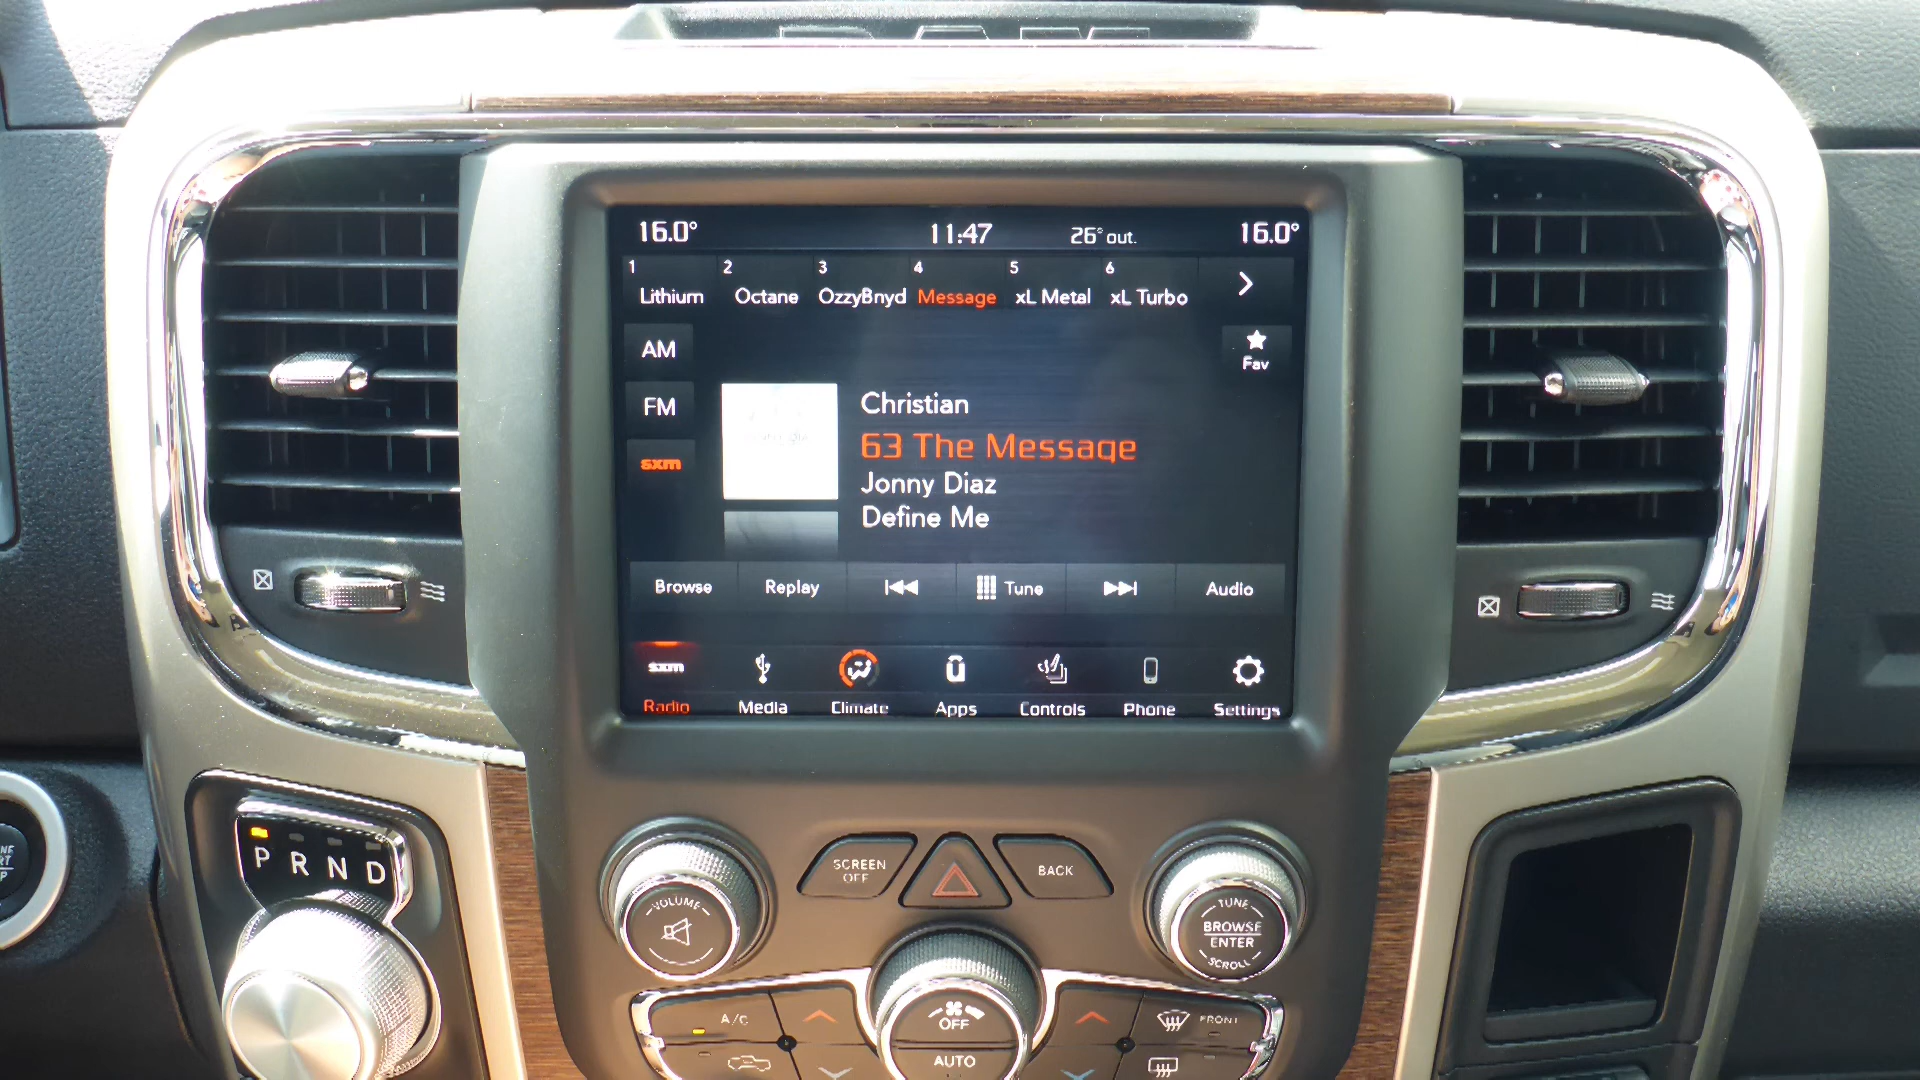 RAM
16.0° 11:47 26° out. 16.0°
1 2 3 4 5 6
Lithium Octane OzzyBnyd Message xL Metal xL Turbo
AM
Fav
FM
sxm
Christian
63 The Message
Jonny Diaz
Define Me
Browse Replay Tune Audio
sxm
Radio Media Climate Apps Controls Phone Settings
P R N D
SCREEN OFF
BACK
VOLUME
TUNE
BROWSE
ENTER
SCROLL
A/C
OFF
AUTO
FRONT